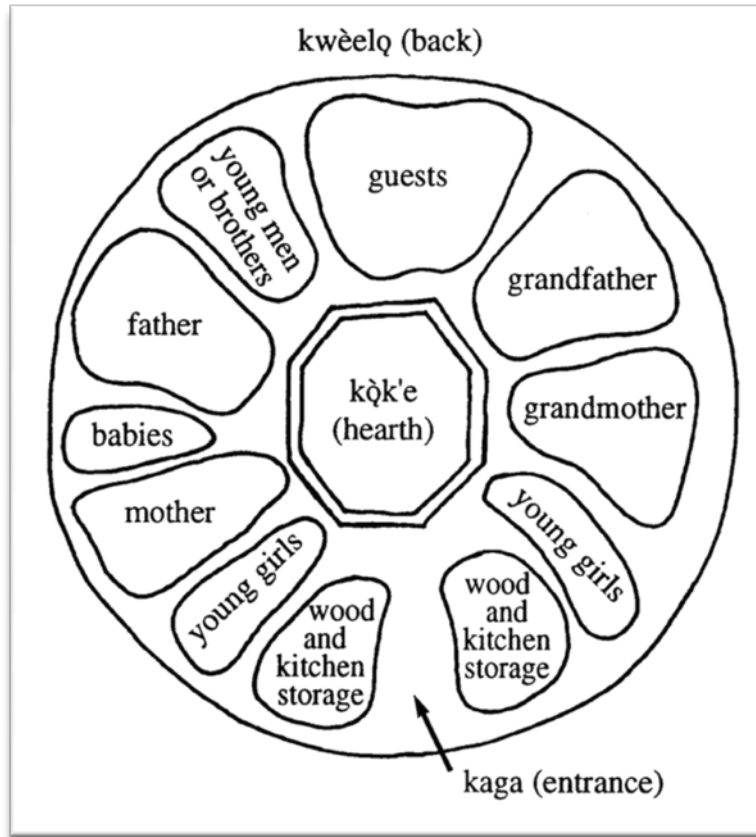 kwèelǫ (back)
guests
young men
or brothers
grandfather
father
kǫ̀k'e
(hearth)
grandmother
babies
mother
young girls
young girls
wood
and
kitchen
storage
wood
and
kitchen
storage
kaga (entrance)